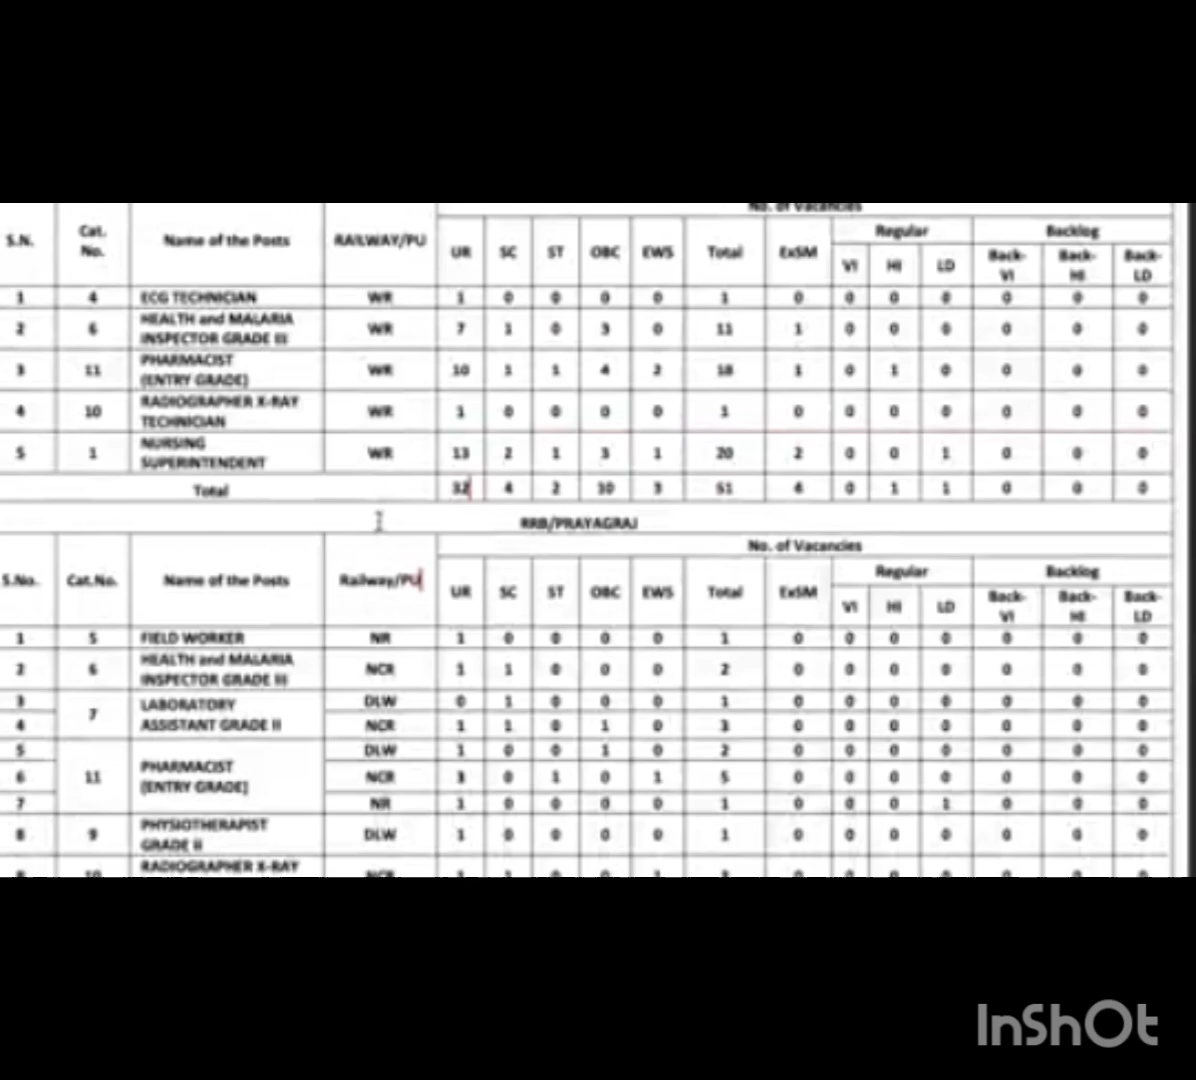 No. of Vacancies
S.N. Cat. No. Name of the Posts RAILWAY/PU UR SC ST OBC EWS Total ExSM Regular Backlog
VI HI LD Back-VI Back-HI Back-LD
1 4 ECG TECHNICIAN WR 1 0 0 0 0 1 0 0 0 0 0 0 0
2 6 HEALTH and MALARIA INSPECTOR GRADE III WR 7 1 0 3 0 11 1 0 0 0 0 0 0
3 11 PHARMACIST (ENTRY GRADE) WR 10 1 1 4 2 18 1 0 1 0 0 0 0
4 10 RADIOGRAPHER X-RAY TECHNICIAN WR 1 0 0 0 0 1 0 0 0 0 0 0 0
5 1 NURSING SUPERINTENDENT WR 13 2 1 3 1 20 2 0 0 1 0 0 0
Total 32 4 2 10 3 51 4 0 1 1 0 0 0
RRB/PRAYAGRAJ
No. of Vacancies
S.No. Cat.No. Name of the Posts Railway/PU UR SC ST OBC EWS Total ExSM Regular Backlog
VI HI LD Back-VI Back-HI Back-LD
1 5 FIELD WORKER NR 1 0 0 0 0 1 0 0 0 0 0 0 0
2 6 HEALTH and MALARIA INSPECTOR GRADE III NCR 1 1 0 0 0 2 0 0 0 0 0 0 0
3 7 LABORATORY ASSISTANT GRADE II DLW 0 1 0 0 0 1 0 0 0 0 0 0 0
4 NCR 1 1 0 1 0 3 0 0 0 0 0 0 0
5 11 PHARMACIST (ENTRY GRADE) DLW 1 0 0 1 0 2 0 0 0 0 0 0 0
6 NCR 3 0 1 0 1 5 0 0 0 0 0 0 0
7 NR 1 0 0 0 0 1 0 0 0 1 0 0 0
8 9 PHYSIOTHERAPIST GRADE II DLW 1 0 0 0 0 1 0 0 0 0 0 0 0
RADIOGRAPHER X-RAY
InShOt